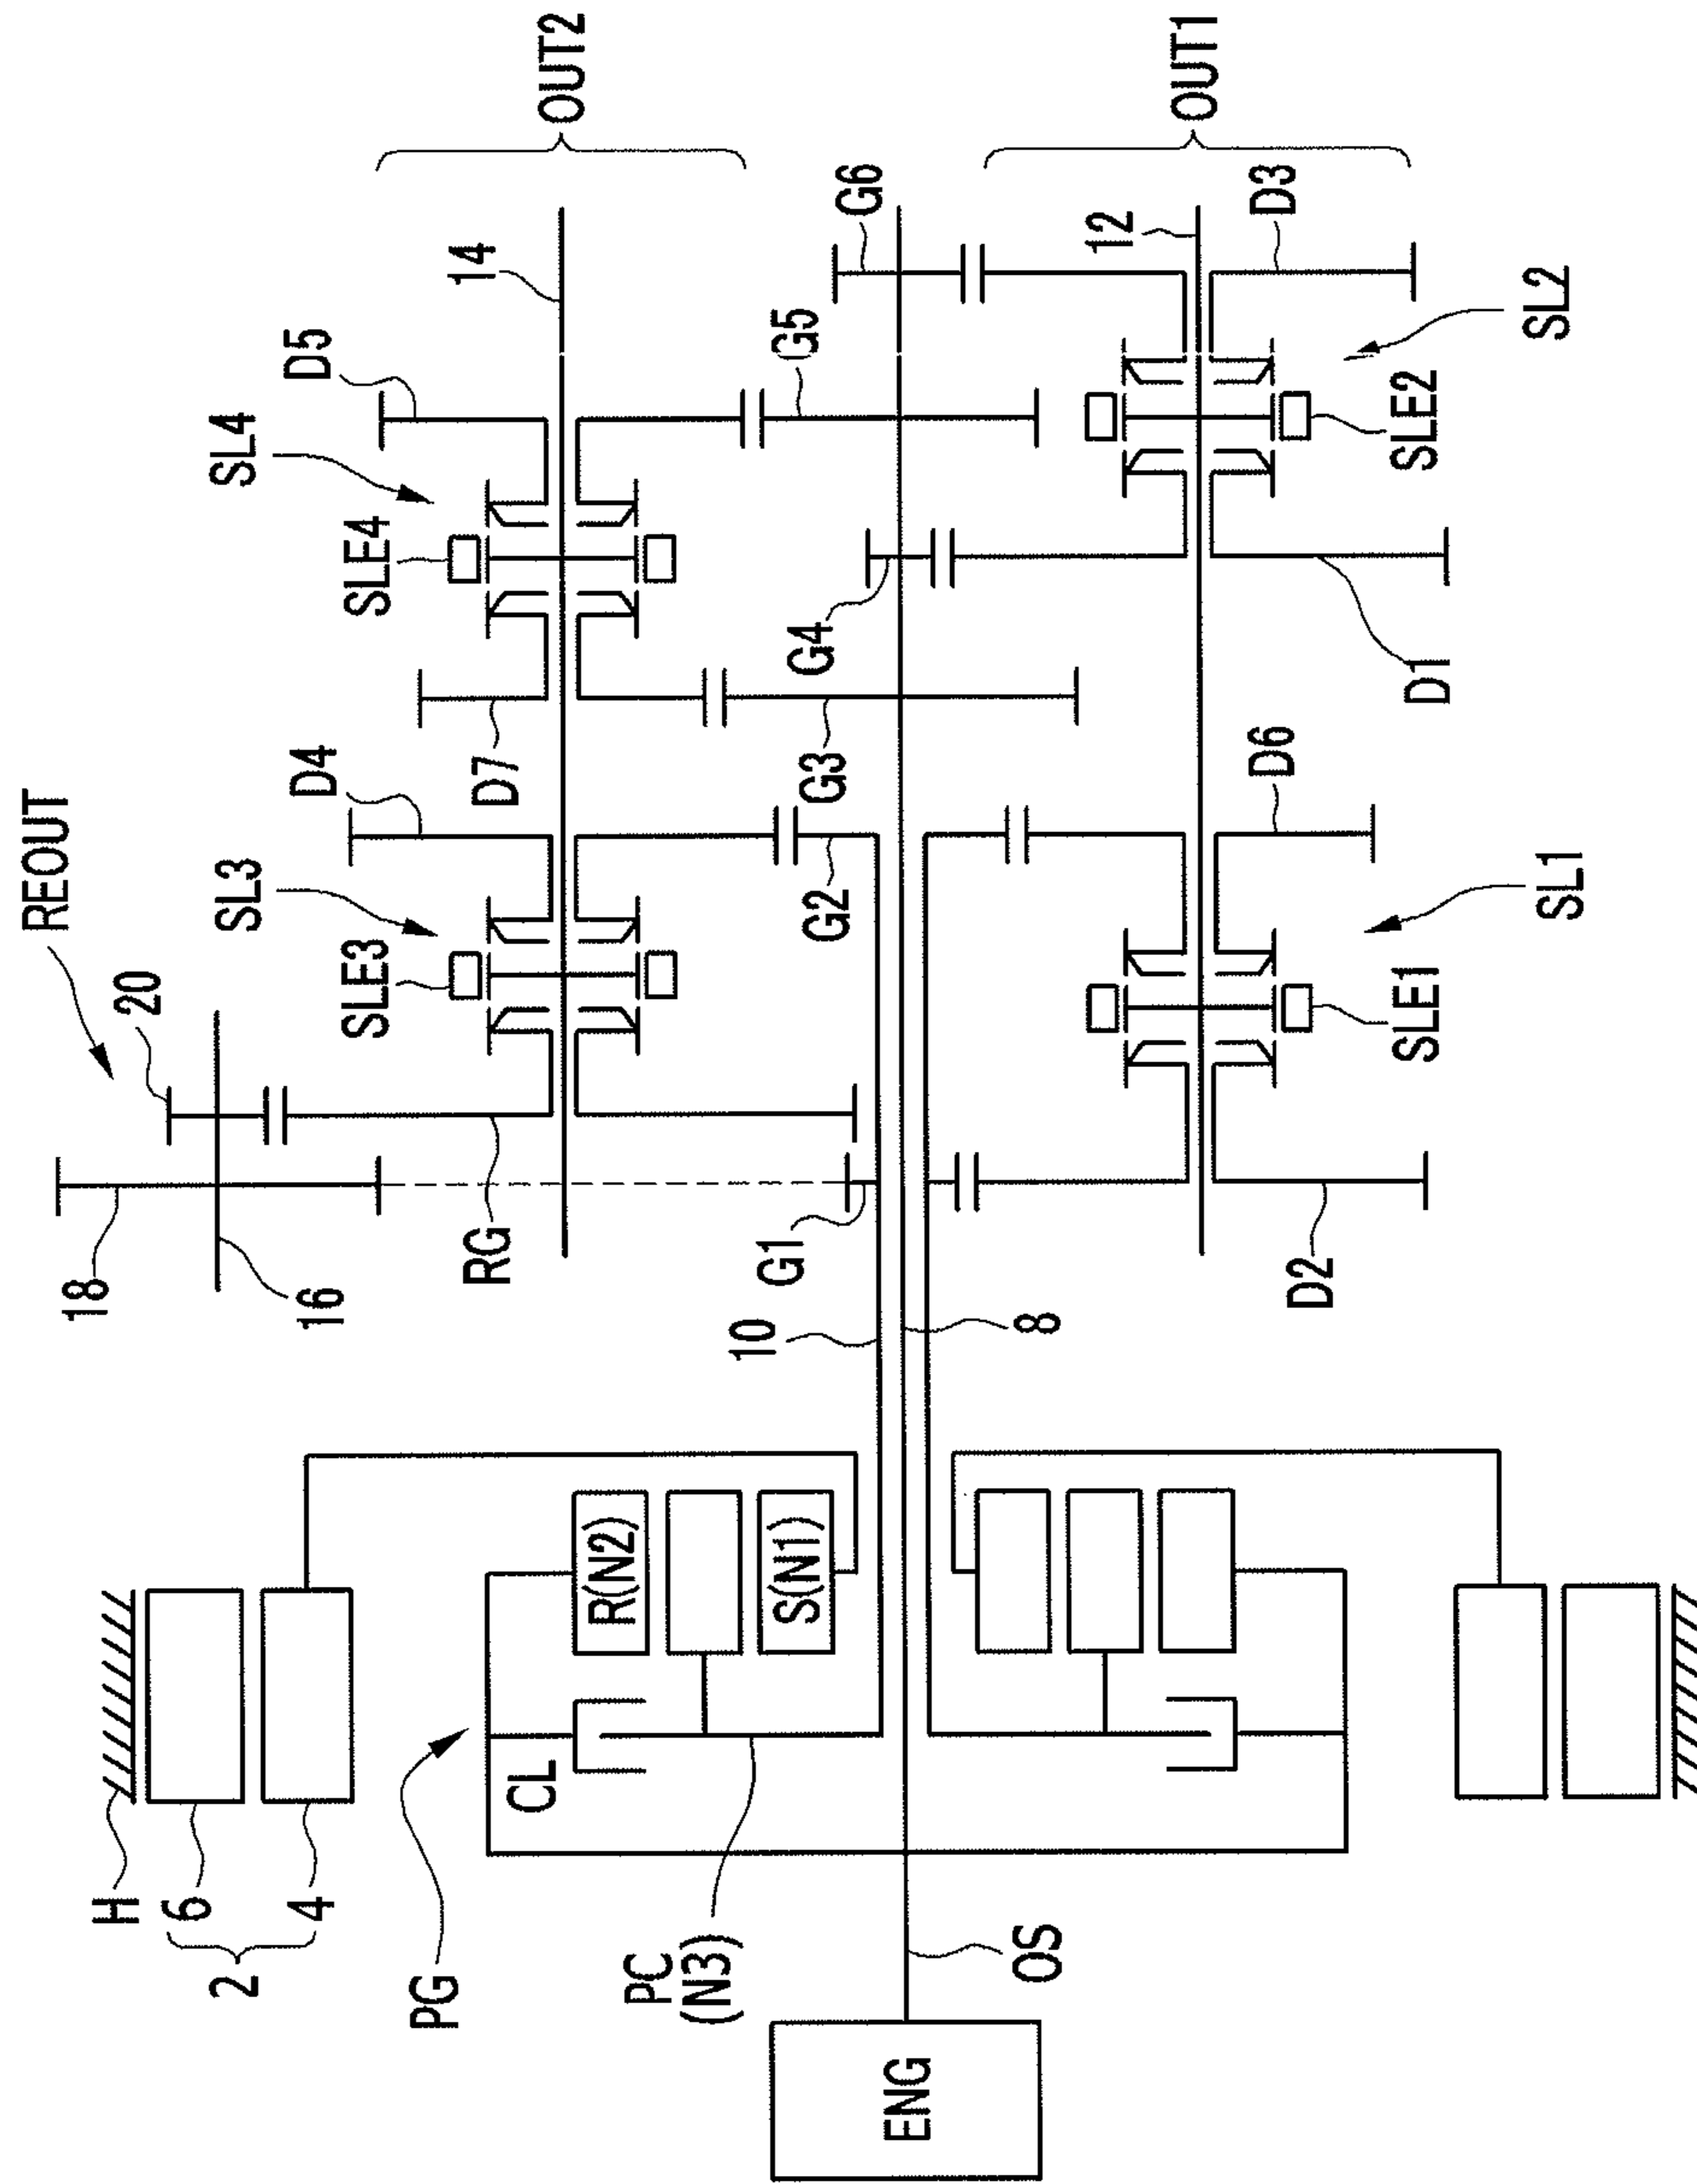 REOUT
20
18
16
RG
SL3
SLE3
D4
D7
SL4
SLE4
D5
14
OUT2
G1
G2
G3
G4
G5
G6
10
8
12
OUT1
D3
SL2
SLE2
D1
D6
SL1
SLE1
D2
H
6
4
2
PG
CL
R(N2)
S(N1)
PC
(N3)
OS
ENG